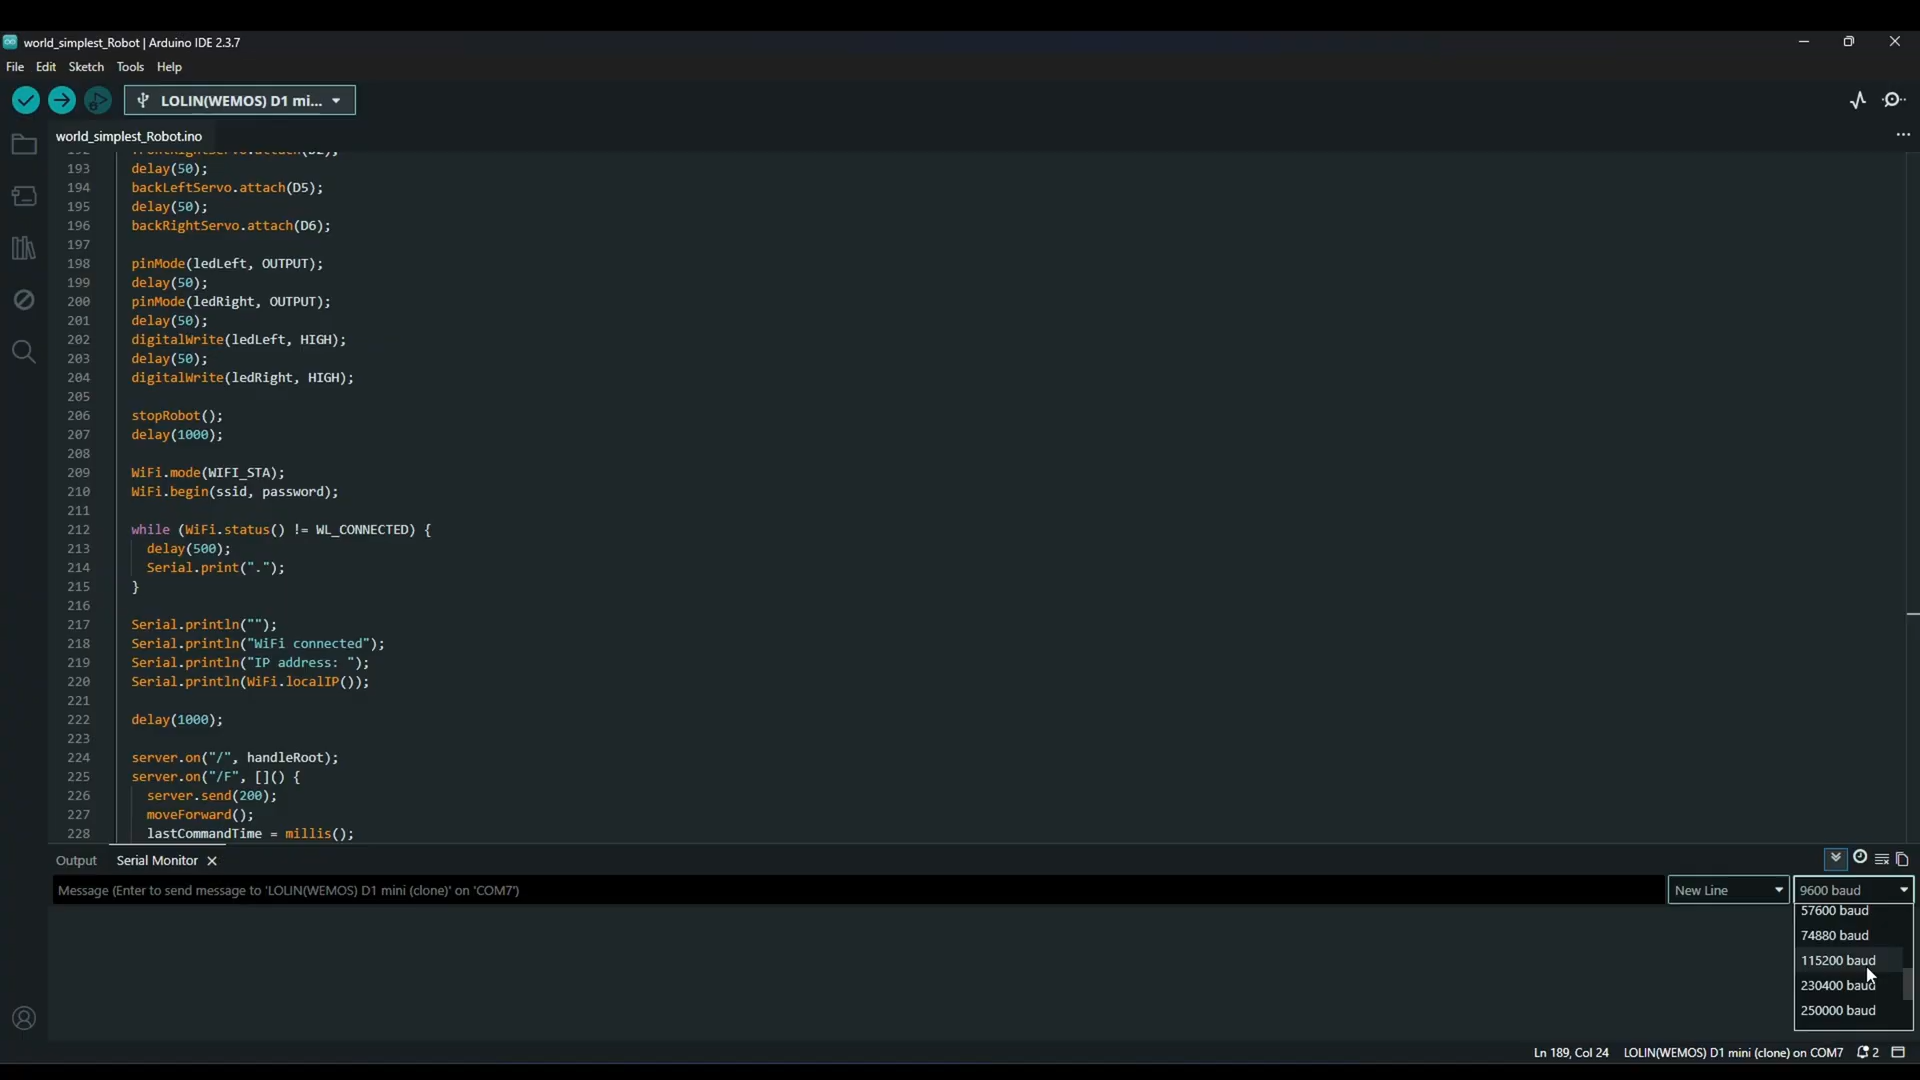 world_simplest_Robot | Arduino IDE 2.3.7
File Edit Sketch Tools Help
LOLIN(WEMOS) D1 mi...
world_simplest_Robot.ino
193 delay(50);
194 backLeftServo.attach(D5);
195 delay(50);
196 backRightServo.attach(D6);
197
198 pinMode(ledLeft, OUTPUT);
199 delay(50);
200 pinMode(ledRight, OUTPUT);
201 delay(50);
202 digitalWrite(ledLeft, HIGH);
203 delay(50);
204 digitalWrite(ledRight, HIGH);
205
206 stopRobot();
207 delay(1000);
208
209 WiFi.mode(WIFI_STA);
210 WiFi.begin(ssid, password);
211
212 while (WiFi.status() != WL_CONNECTED) {
213 delay(500);
214 Serial.print(".");
215 }
216
217 Serial.println("");
218 Serial.println("WiFi connected");
219 Serial.println("IP address: ");
220 Serial.println(WiFi.localIP());
221
222 delay(1000);
223
224 server.on("/", handleRoot);
225 server.on("/F", []() {
226 server.send(200);
227 moveForward();
228 lastCommandTime = millis();
Output Serial Monitor
Message (Enter to send message to 'LOLIN(WEMOS) D1 mini (clone)' on 'COM7')
New Line
9600 baud
57600 baud
74880 baud
115200 baud
230400 baud
250000 baud
Ln 189, Col 24 LOLIN(WEMOS) D1 mini (clone) on COM7 2